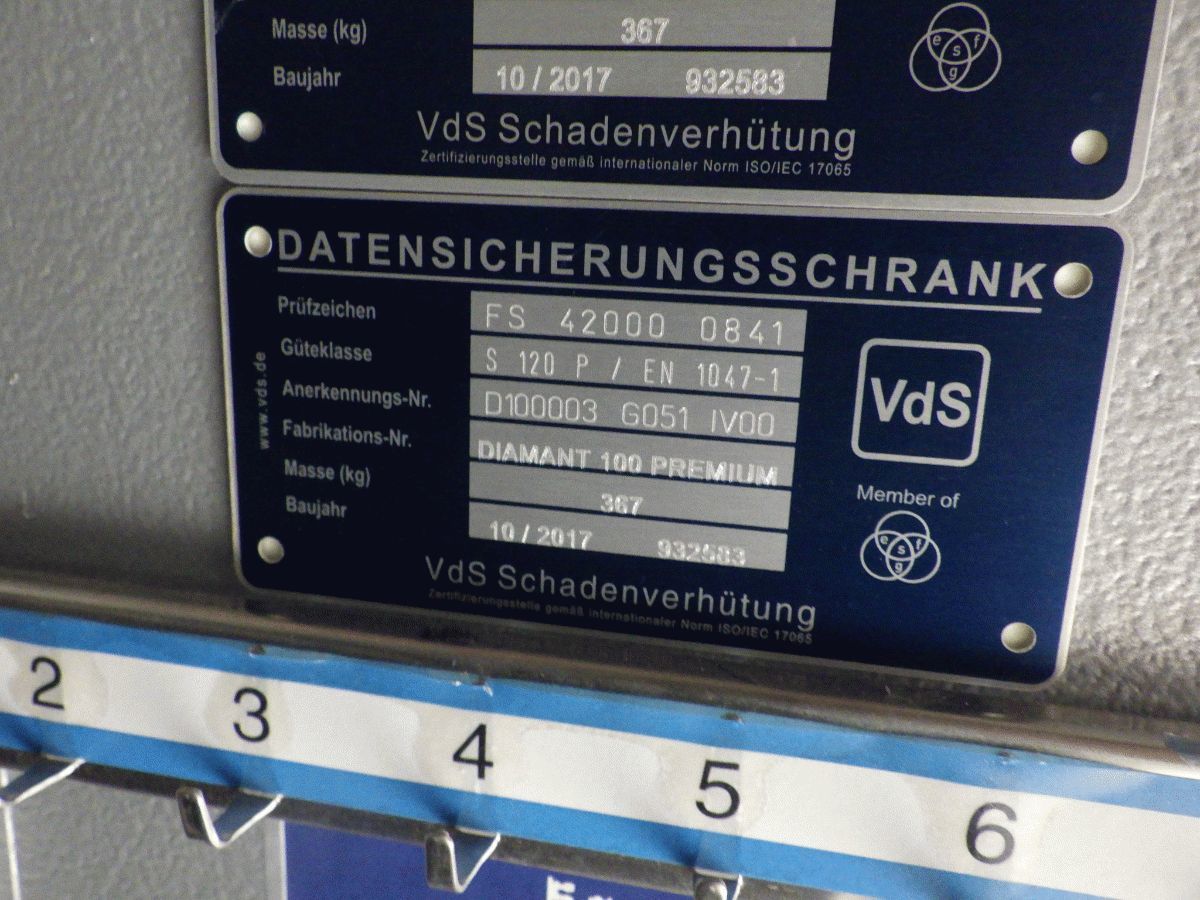 Masse (kg) 367
Baujahr 10 / 2017 932583
e s f g
VdS Schadenverhütung
Zertifizierungsstelle gemäß internationaler Norm ISO/IEC 17065
DATENSICHERUNGSSCHRANK
Prüfzeichen FS 42000 0841
Güteklasse S 120 P / EN 1047-1
Anerkennungs-Nr. D100003 G051 IV00
Fabrikations-Nr. DIAMANT 100 PREMIUM
Masse (kg) 367
Baujahr 10 / 2017 932583
www.vds.de
VdS
Member of
e s f g
VdS Schadenverhütung
Zertifizierungsstelle gemäß internationaler Norm ISO/IEC 17065
2 3 4 5 6